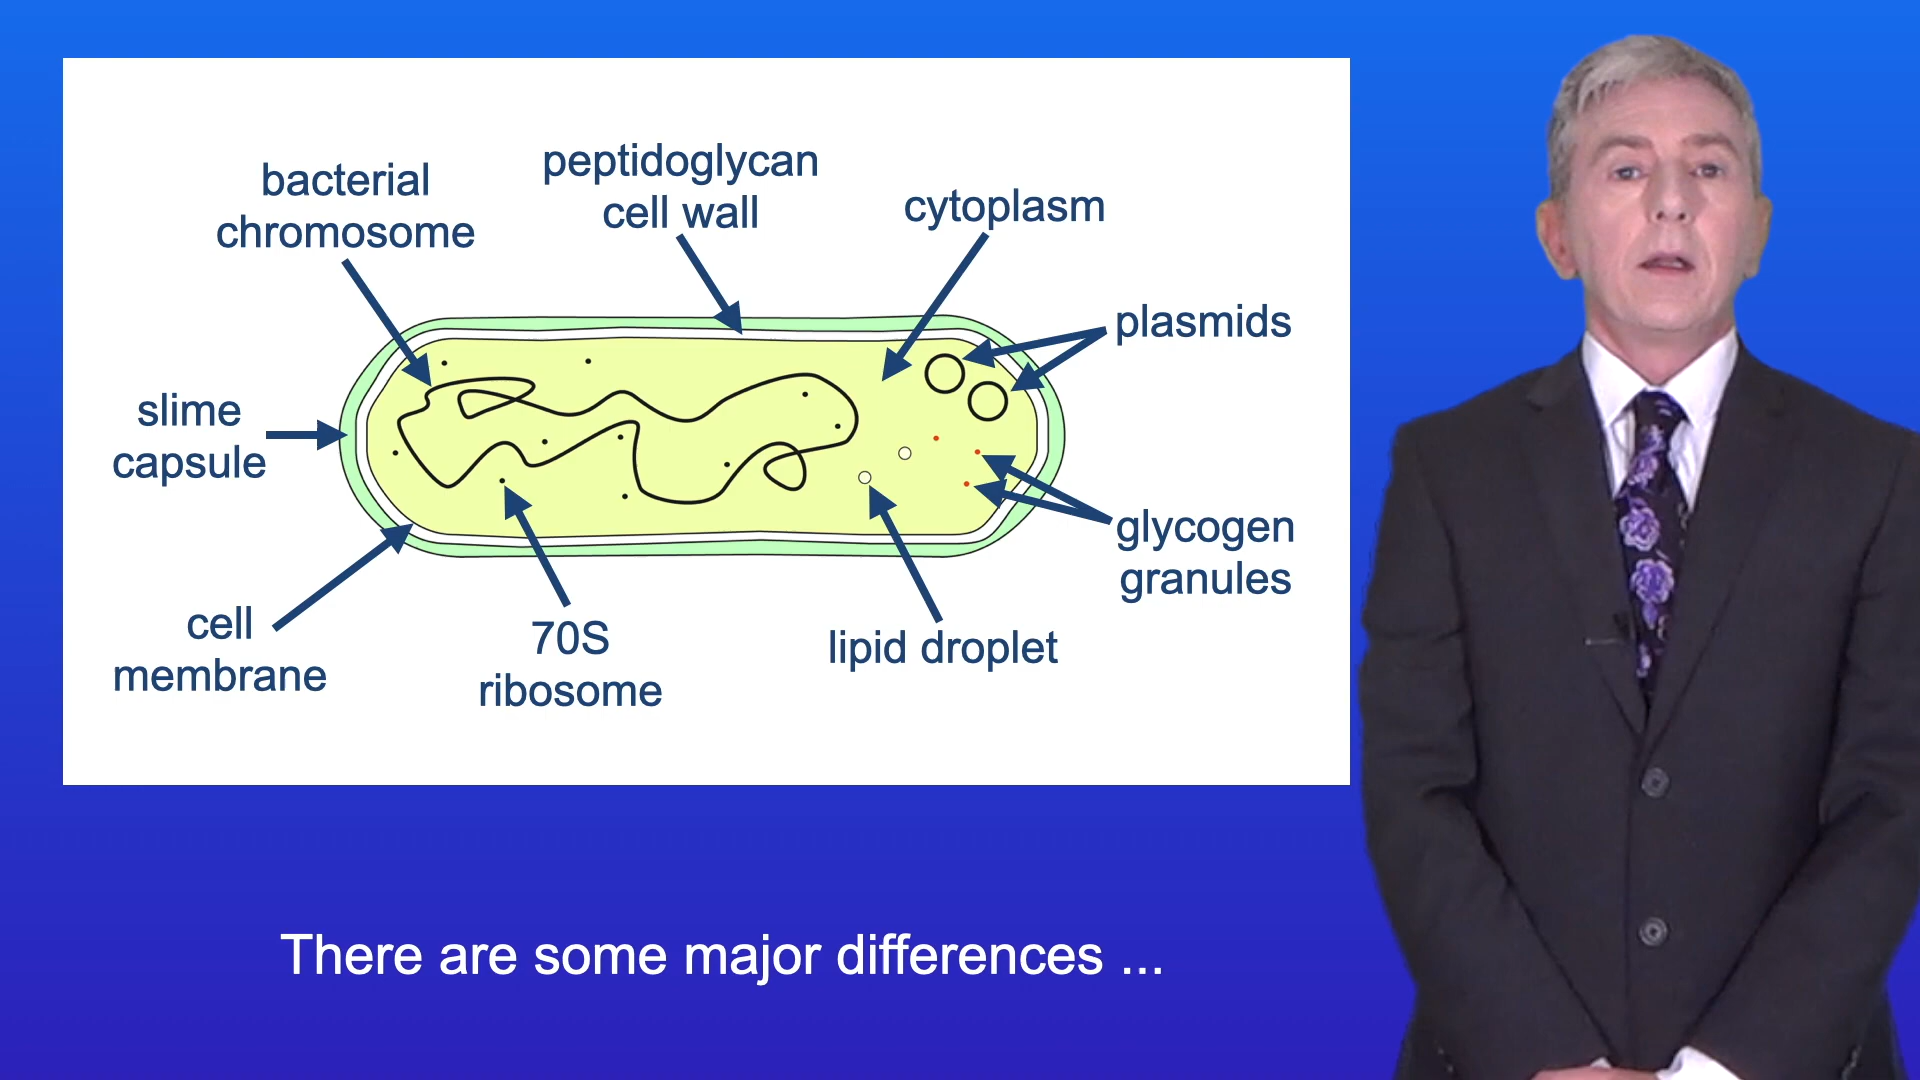 bacterial
chromosome
peptidoglycan
cell wall
cytoplasm
plasmids
slime
capsule
glycogen
granules
cell
membrane
70S
ribosome
lipid droplet
There are some major differences ...